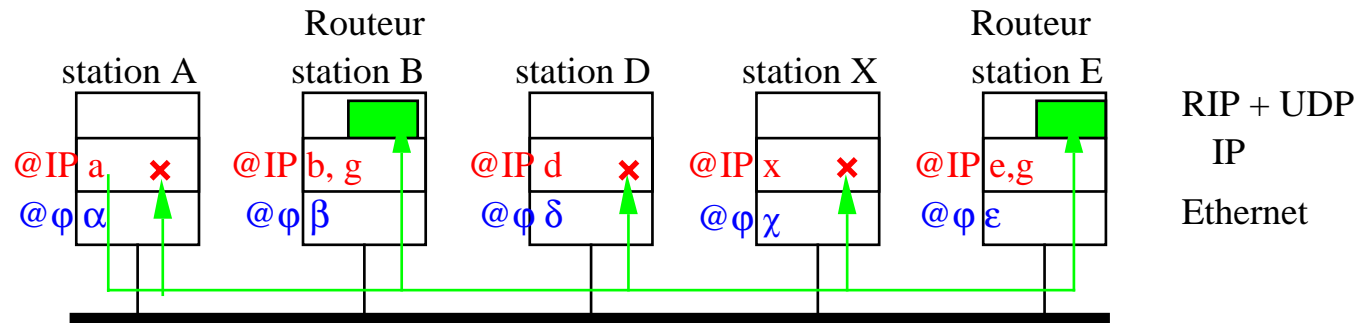 Routeur Routeur
station A station B station D station X station E
RIP + UDP
@IP a @IP b, g @IP d @IP x @IP e,g IP
@φ α @φ β @φ δ @φ χ @φ ε Ethernet